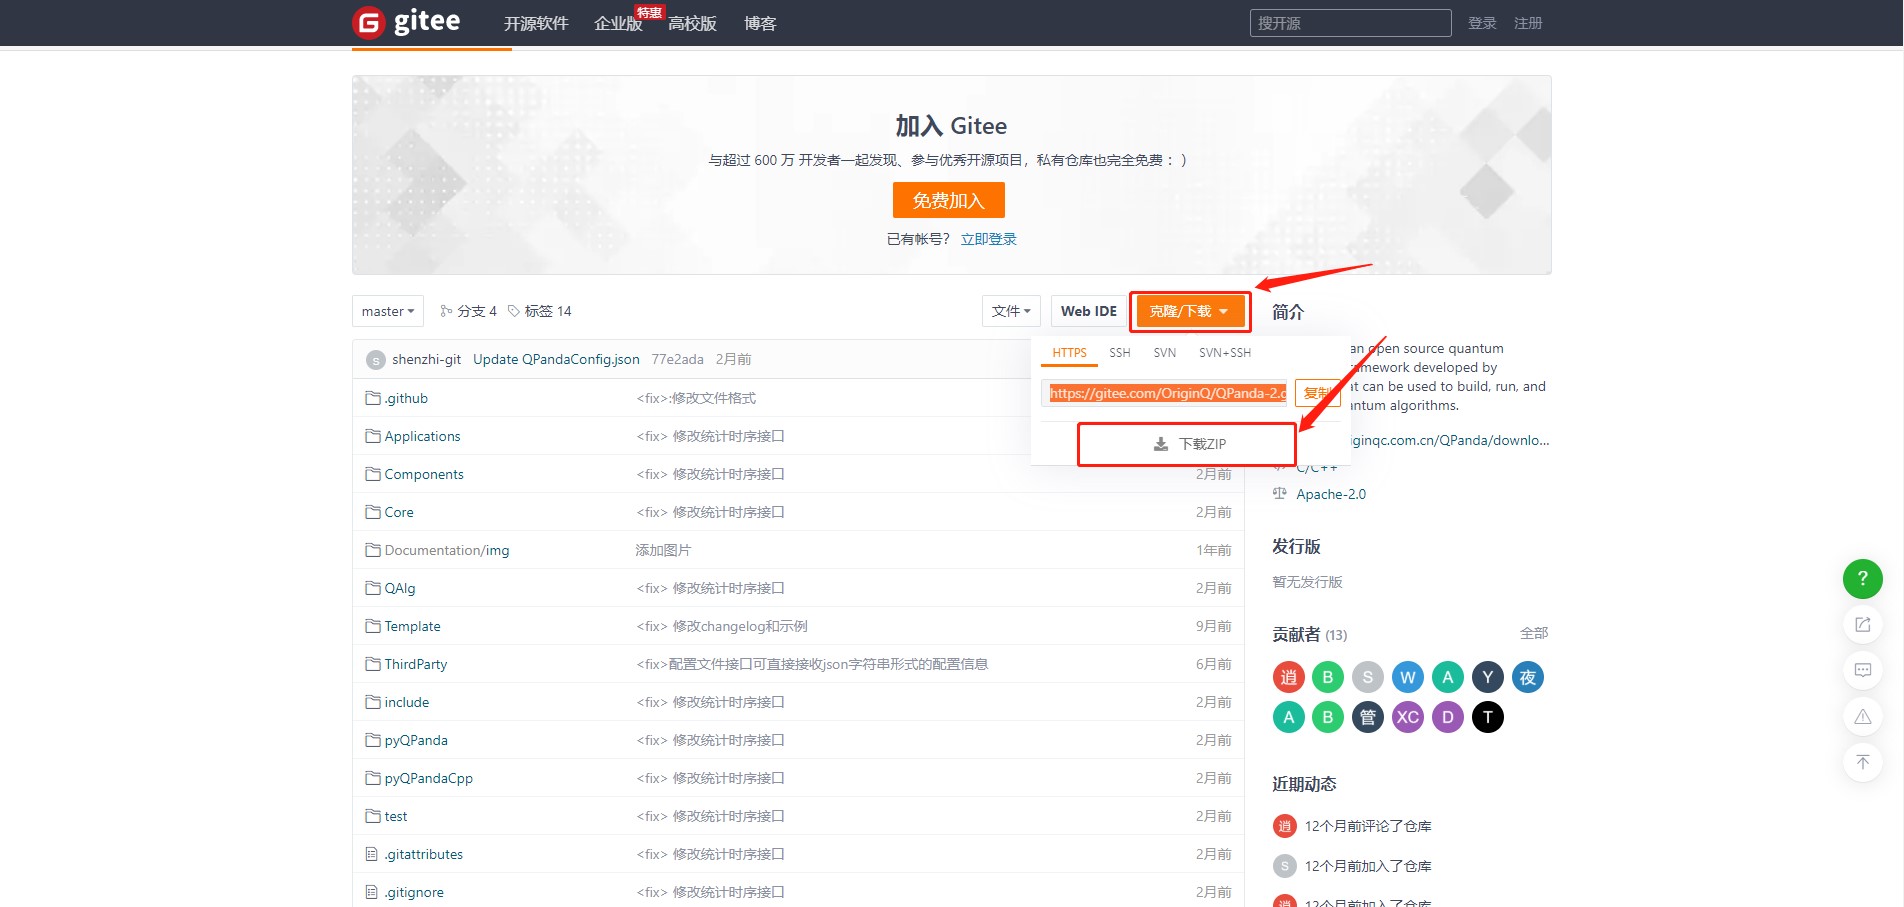 gitee 开源软件 企业版 特惠 高校版 博客 搜开源 登录 注册
加入 Gitee
与超过 600 万 开发者一起发现、参与优秀开源项目，私有仓库也完全免费 ：）
免费加入
已有帐号？ 立即登录
master 分支 4 标签 14 文件 Web IDE 克隆/下载
HTTPS SSH SVN SVN+SSH
https://gitee.com/OriginQ/QPanda-2.g 复制
下载ZIP
shenzhi-git Update QPandaConfig.json 77e2ada 2月前
.github <fix>:修改文件格式
Applications <fix> 修改统计时序接口
Components <fix> 修改统计时序接口 2月前
Core <fix> 修改统计时序接口 2月前
Documentation/img 添加图片 1年前
QAlg <fix> 修改统计时序接口 2月前
Template <fix> 修改changelog和示例 9月前
ThirdParty <fix>配置文件接口可直接接收json字符串形式的配置信息 6月前
include <fix> 修改统计时序接口 2月前
pyQPanda <fix> 修改统计时序接口 2月前
pyQPandaCpp <fix> 修改统计时序接口 2月前
test <fix> 修改统计时序接口 2月前
.gitattributes <fix> 修改统计时序接口 2月前
.gitignore <fix> 修改统计时序接口 2月前
简介
an open source quantum
amework developed by
at can be used to build, run, and
antum algorithms.
iginqc.com.cn/QPanda/downlo...
C/C++
Apache-2.0
发行版
暂无发行版
贡献者 (13) 全部
逍 B S W A Y 夜
A B 管 XC D T
近期动态
逍 12个月前评论了仓库
S 12个月前加入了仓库
逍 12个月前加入了仓库
?